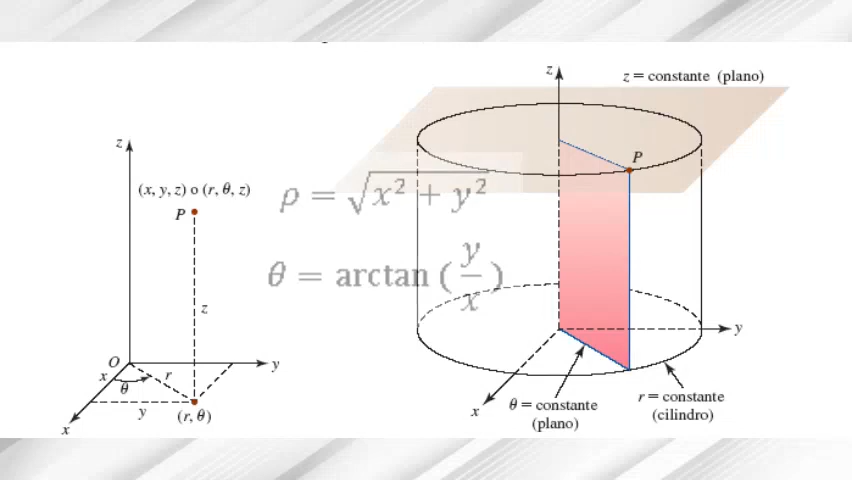 z
(x, y, z) o (r, θ, z)
P
z
O
x
θ
r
y
y
(r, θ)
x
ρ = √x² + y²
θ = arctan (y/x)
z
z = constante (plano)
P
y
x
θ = constante
(plano)
r = constante
(cilindro)